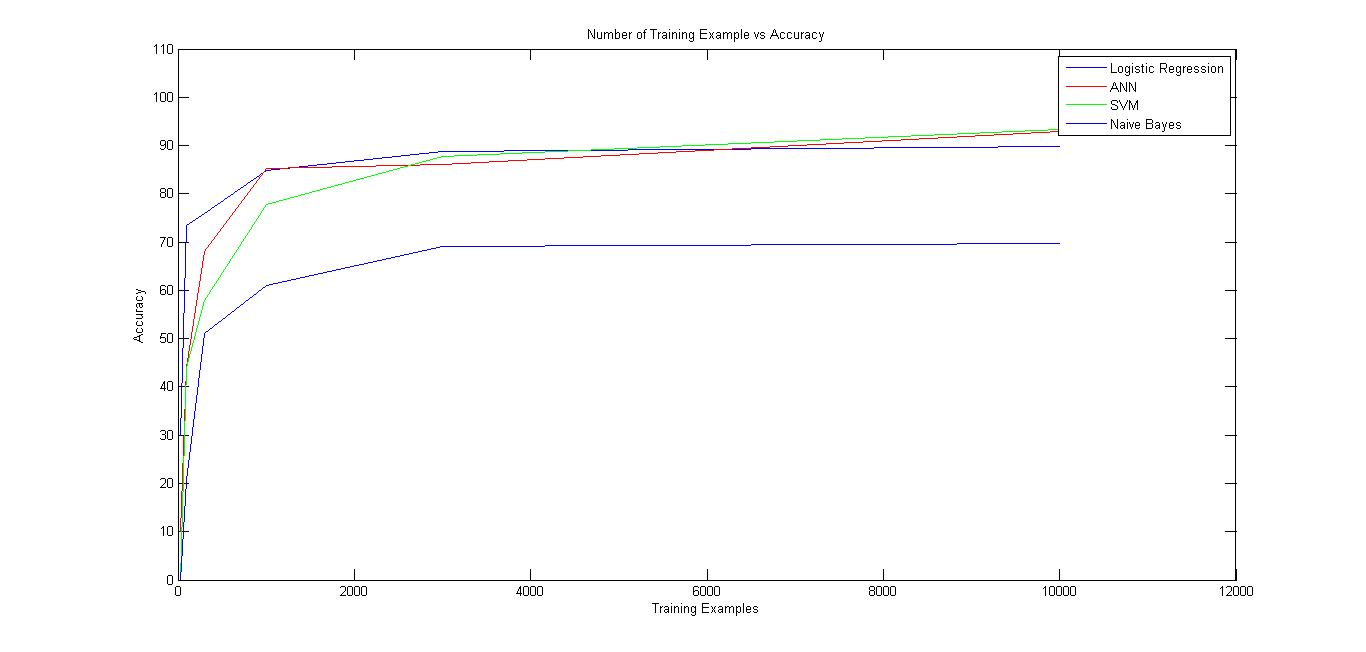 Number of Training Example vs Accuracy
110
100
90
80
70
60
50
40
30
20
10
0
Accuracy
Logistic Regression
ANN
SVM
Naive Bayes
0 2000 4000 6000 8000 10000 12000
Training Examples